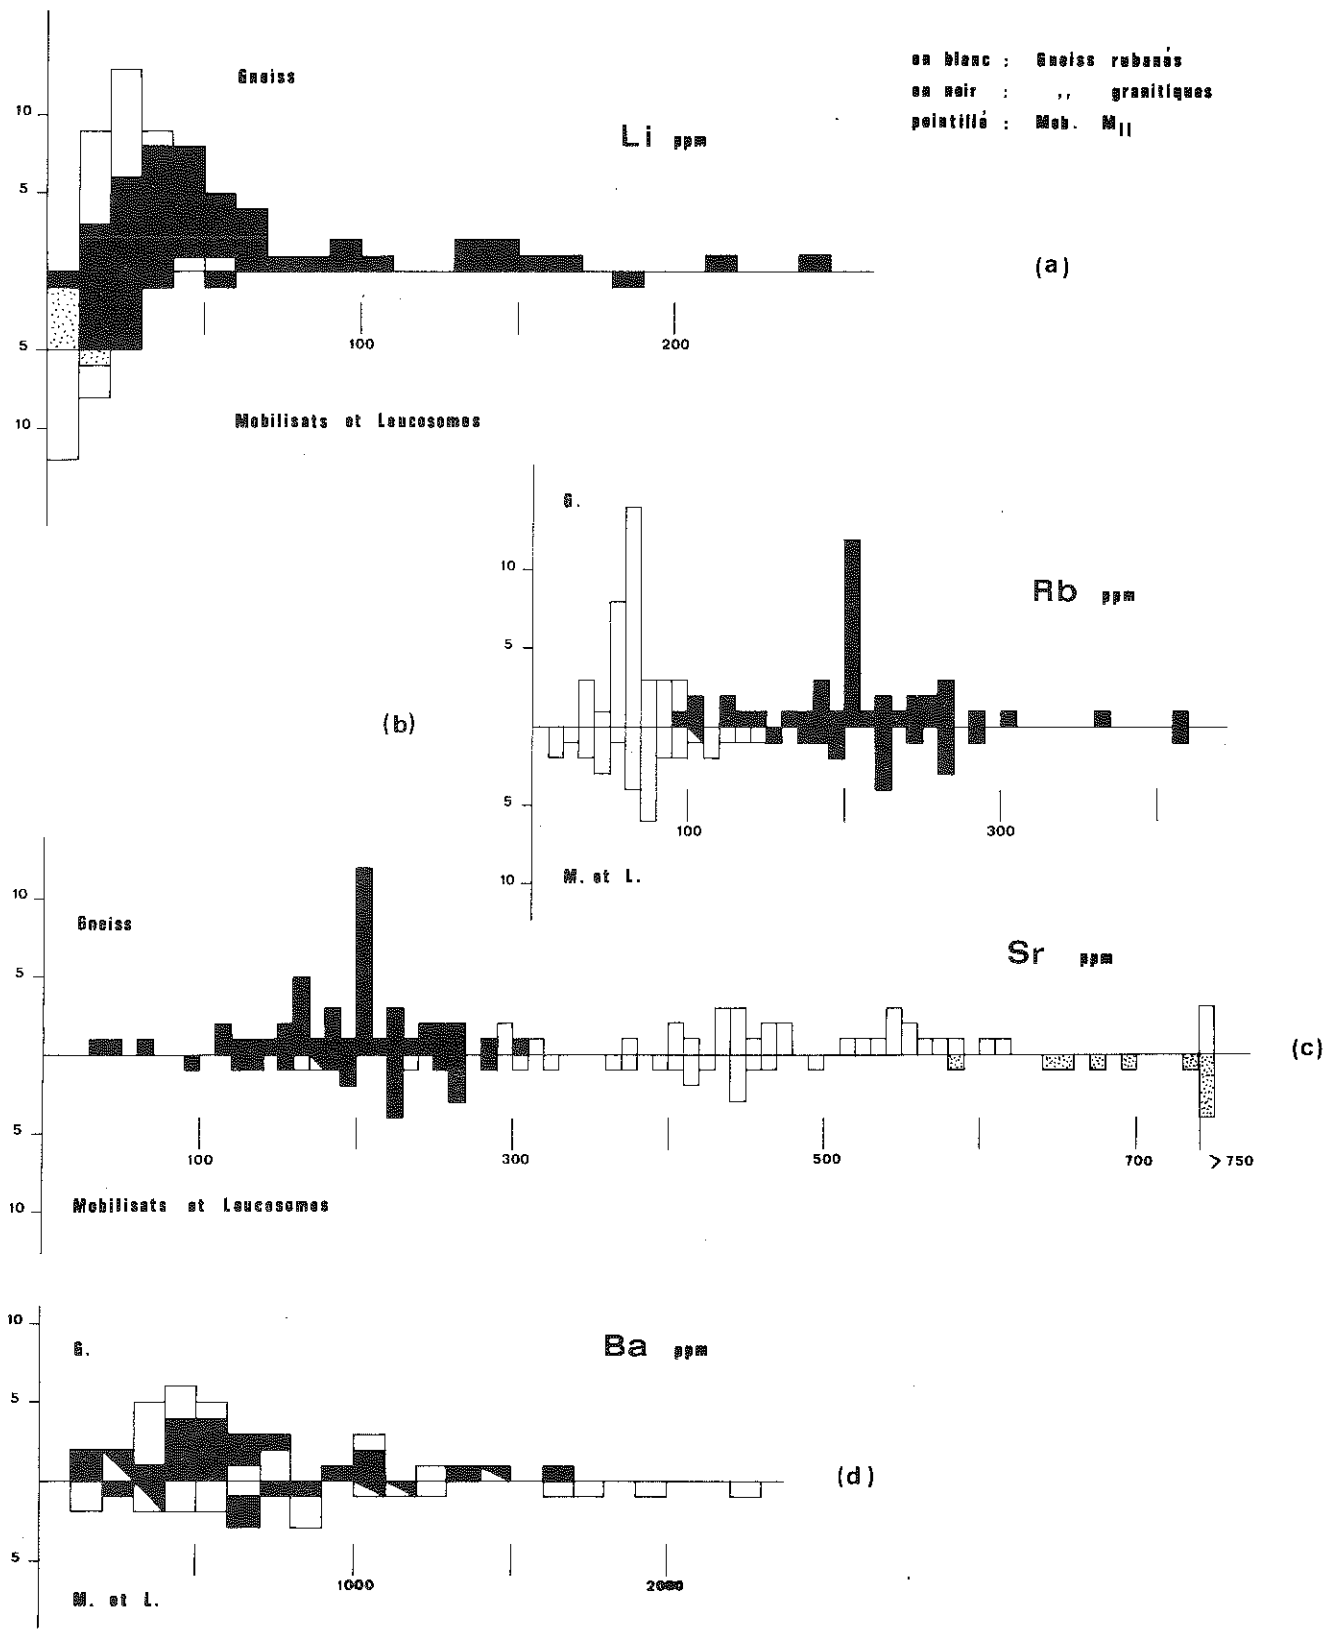 Gneiss
en blanc : Gneiss rubanés
en noir : ,, granitiques
pointillé : Mob. MII
Li ppm
10
5
5
10
(a)
100
200
Mobilisats et Leucosomes
G.
10
5
5
10
Rb ppm
(b)
100
300
M. et L.
Gneiss
10
5
5
10
Sr ppm
(c)
100
300
500
700
>750
Mobilisats et Leucosomes
G.
10
5
5
Ba ppm
(d)
1000
2000
M. et L.